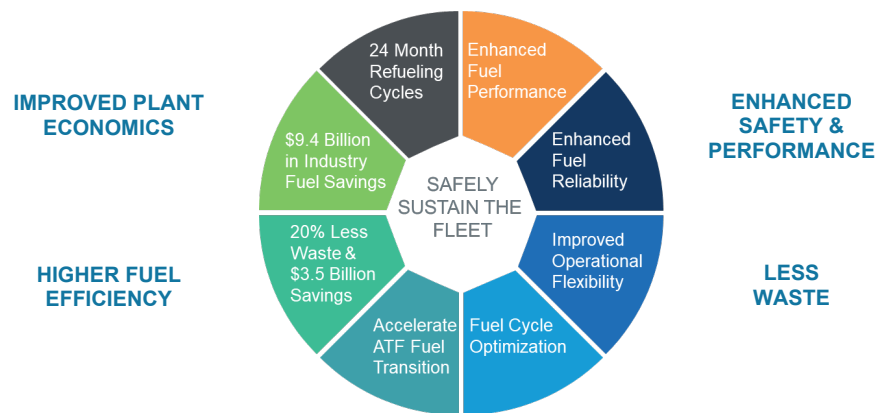 IMPROVED PLANT
ECONOMICS
HIGHER FUEL
EFFICIENCY
24 Month
Refueling
Cycles
Enhanced
Fuel
Performance
$9.4 Billion
in Industry
Fuel Savings
Enhanced
Fuel
Reliability
SAFELY
SUSTAIN THE
FLEET
20% Less
Waste &
$3.5 Billion
Savings
Improved
Operational
Flexibility
Accelerate
ATF Fuel
Transition
Fuel Cycle
Optimization
ENHANCED
SAFETY &
PERFORMANCE
LESS
WASTE